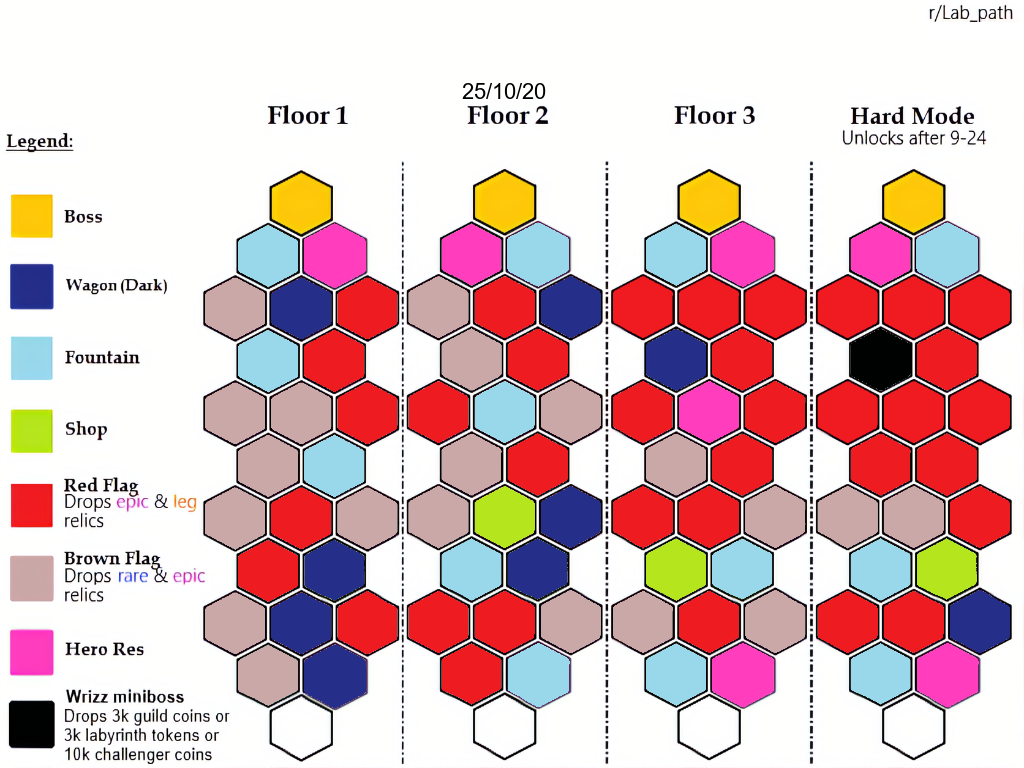 r/Lab_path
25/10/20
Floor 1
Floor 2
Floor 3
Hard Mode
Unlocks after 9-24
Legend:
Boss
Wagon (Dark)
Fountain
Shop
Red Flag
Drops epic & leg
relics
Brown Flag
Drops rare & epic
relics
Hero Res
Wrizz miniboss
Drops 3k guild coins or
3k labyrinth tokens or
10k challenger coins